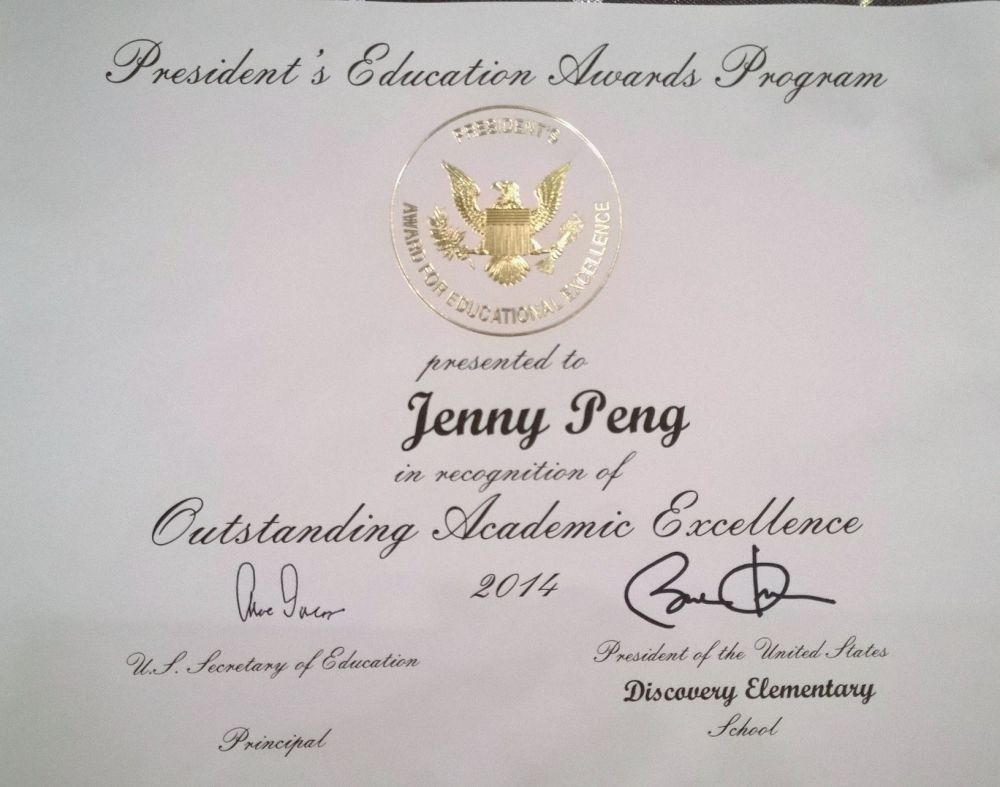 President's Education Awards Program
PRESIDENT'S
AWARD FOR EDUCATIONAL EXCELLENCE
presented to
Jenny Peng
in recognition of
Outstanding Academic Excellence
2014
U.S. Secretary of Education
President of the United States
Discovery Elementary
School
Principal